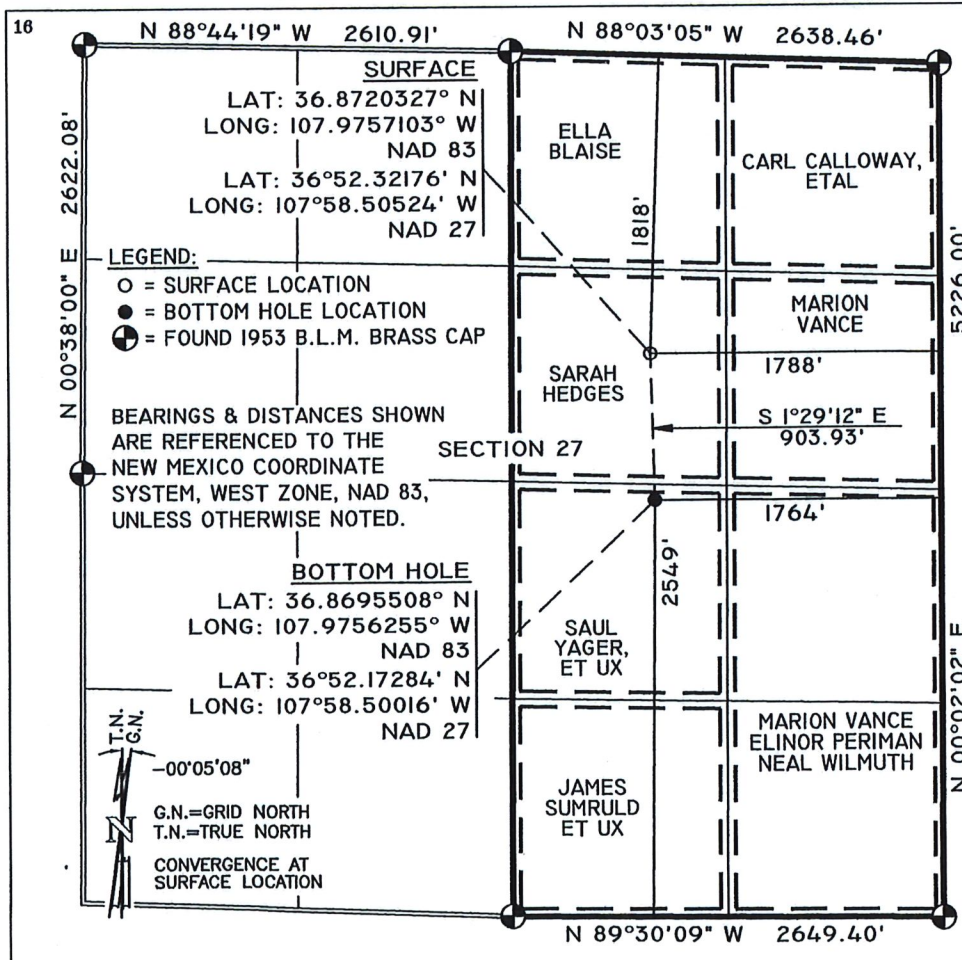 16
N 88°44'19" W 2610.91'
N 88°03'05" W 2638.46'
SURFACE
LAT: 36.8720327° N
LONG: 107.9757103° W
NAD 83
LAT: 36°52.32176' N
LONG: 107°58.50524' W
NAD 27
N 00°38'00" E 2622.08'
LEGEND:
= SURFACE LOCATION
= BOTTOM HOLE LOCATION
= FOUND 1953 B.L.M. BRASS CAP
BEARINGS & DISTANCES SHOWN
ARE REFERENCED TO THE
NEW MEXICO COORDINATE
SYSTEM, WEST ZONE, NAD 83,
UNLESS OTHERWISE NOTED.
ELLA
BLAISE
CARL CALLOWAY,
ETAL
1818'
MARION
VANCE
1788'
SARAH
HEDGES
S 1°29'12" E
903.93'
SECTION 27
1764'
2549'
BOTTOM HOLE
LAT: 36.8695508° N
LONG: 107.9756255° W
NAD 83
LAT: 36°52.17284' N
LONG: 107°58.50016' W
NAD 27
SAUL
YAGER,
ET UX
MARION VANCE
ELINOR PERIMAN
NEAL WILMUTH
JAMES
SUMRULD
ET UX
N 00°02'02" E 5226.00'
T.N.
G.N.
-00°05'08"
N
G.N.=GRID NORTH
T.N.=TRUE NORTH
CONVERGENCE AT
SURFACE LOCATION
N 89°30'09" W 2649.40'